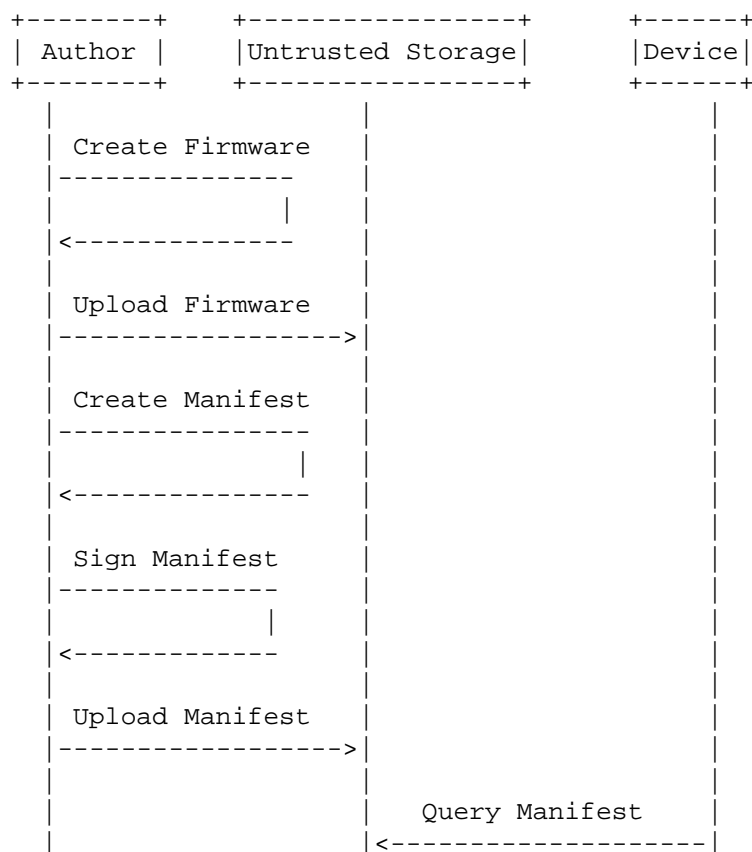 Author Untrusted Storage Device
Create Firmware
Upload Firmware
Create Manifest
Sign Manifest
Upload Manifest
Query Manifest